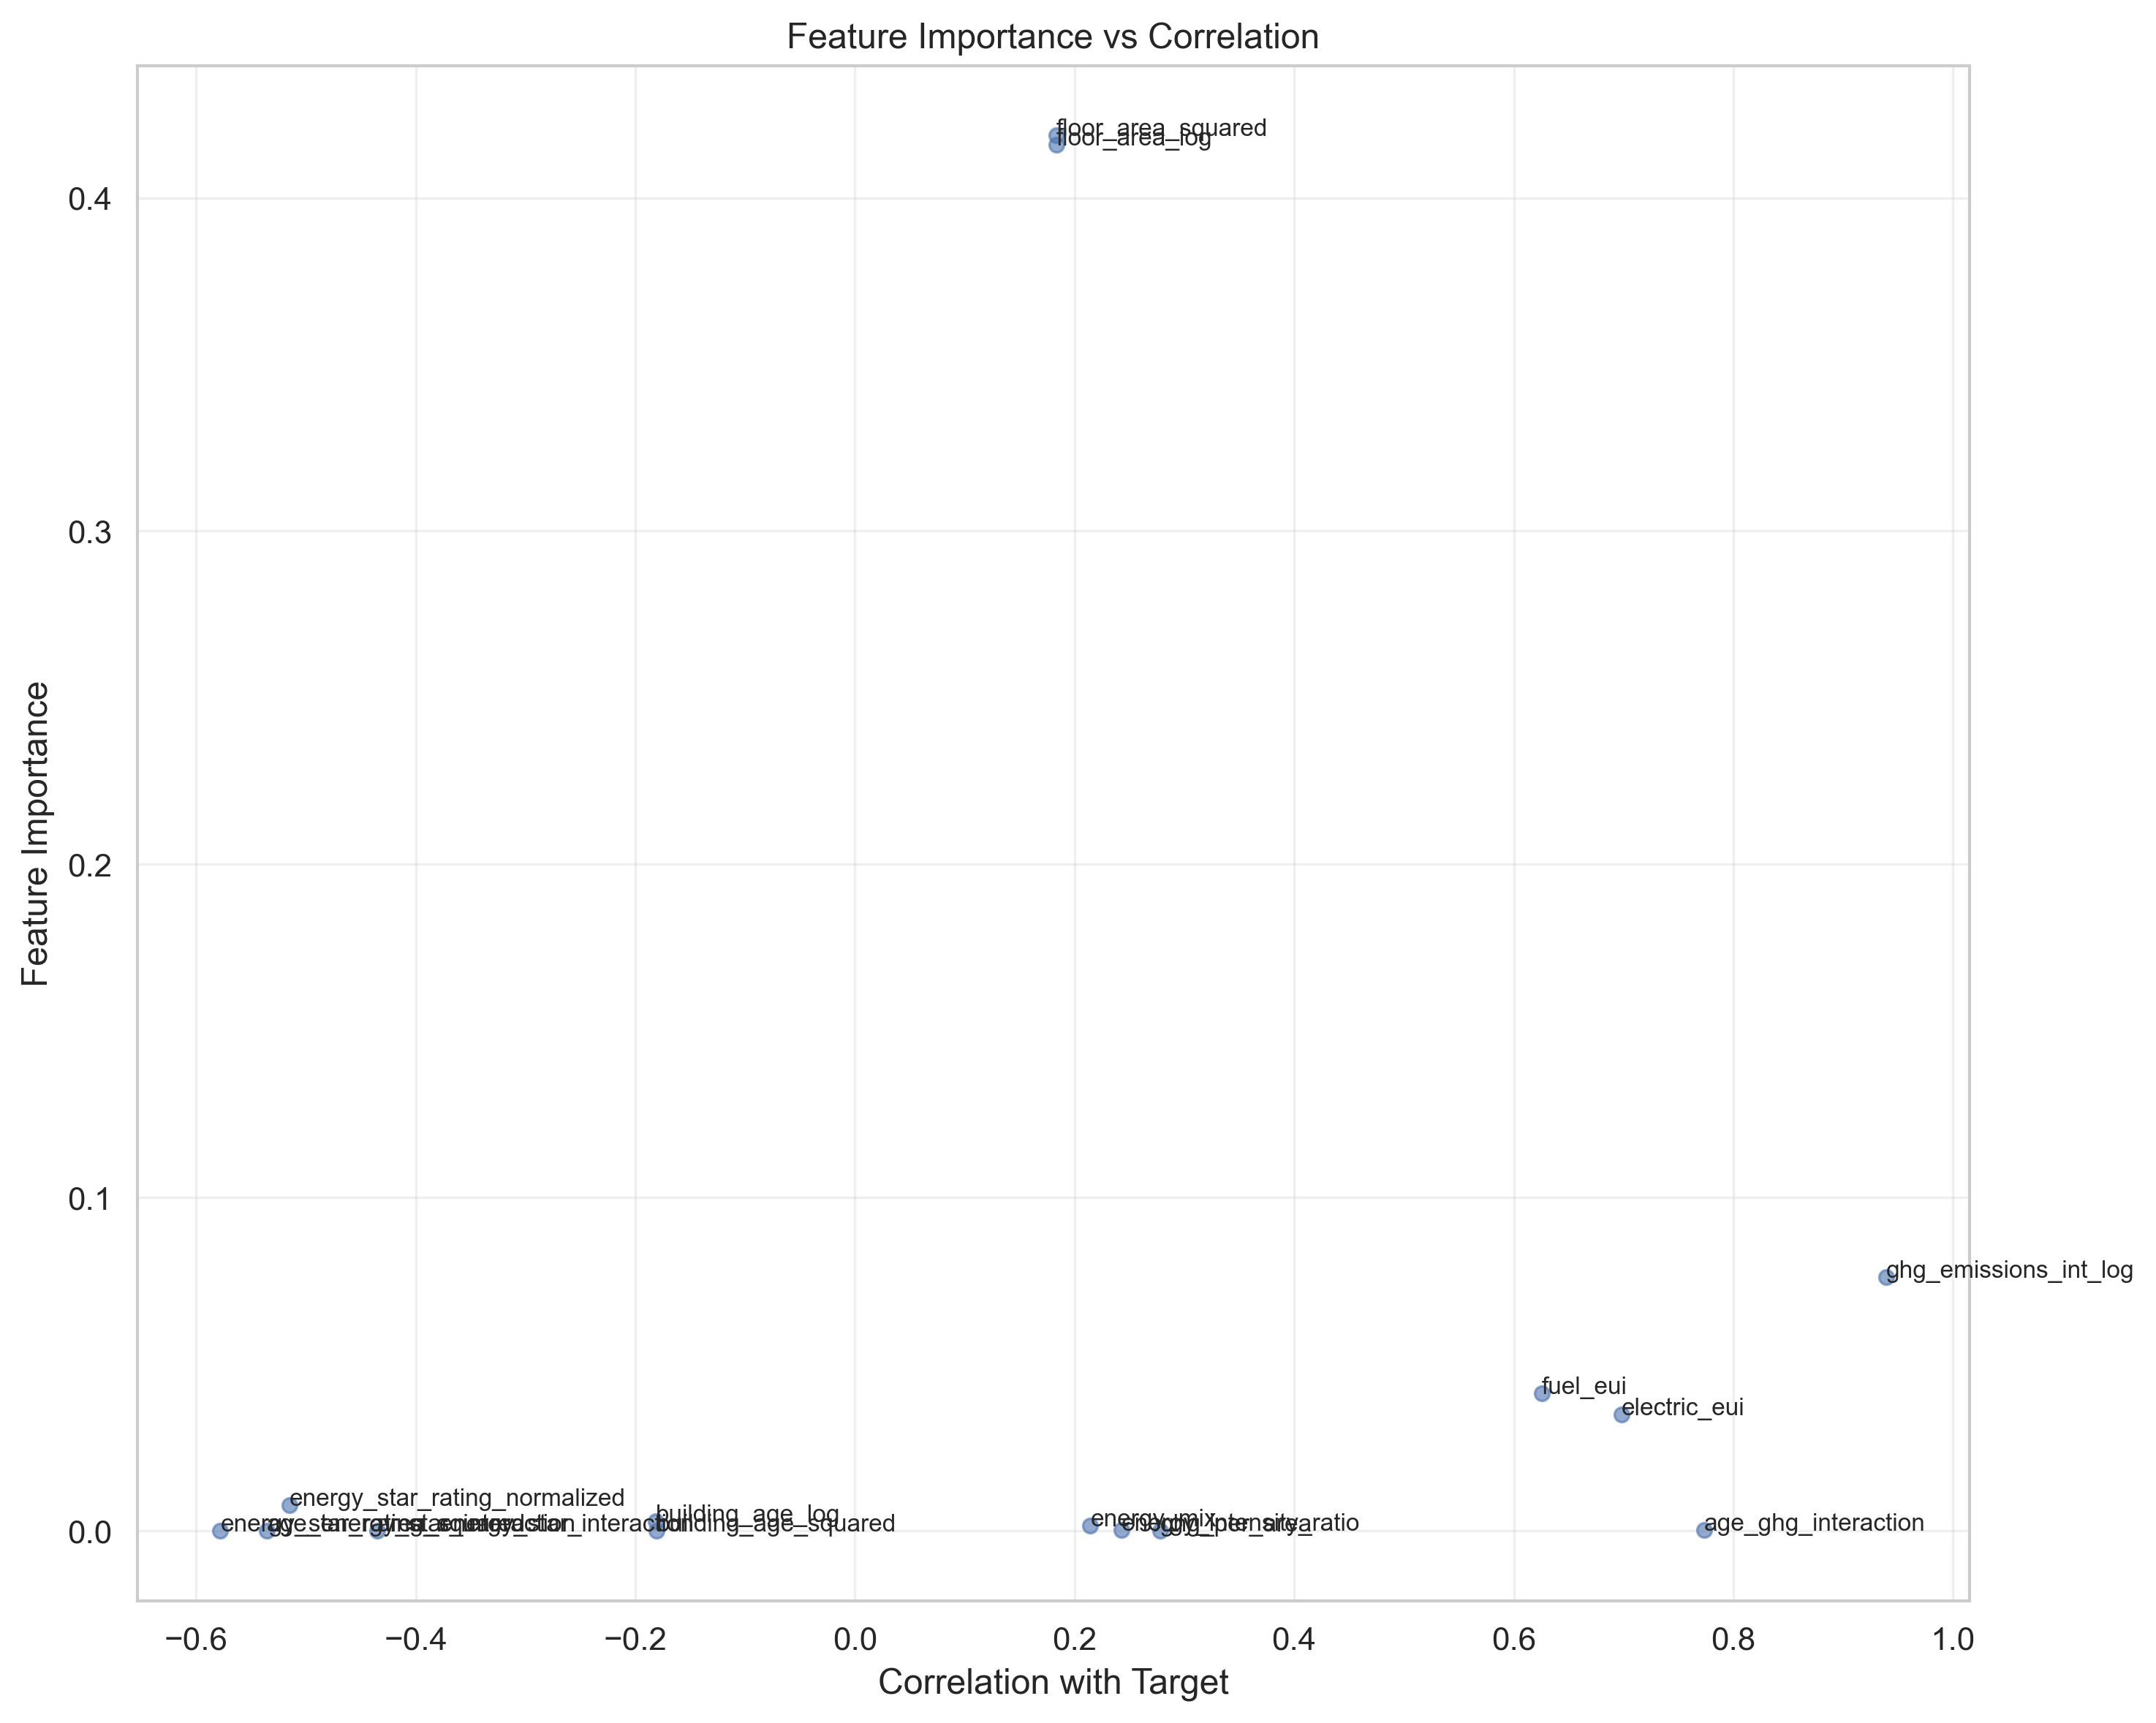 Feature Importance vs Correlation
floor_area_squared
floor_area_log
0.4
0.3
0.2
0.1
0.0
Feature Importance
ghg_emissions_int_log
fuel_eui
electric_eui
energy_star_rating_normalized
building_age_log
building_age_squared
energy_mix
age_ghg_interaction
−0.6
−0.4
−0.2
0.0
0.2
0.4
0.6
0.8
1.0
Correlation with Target